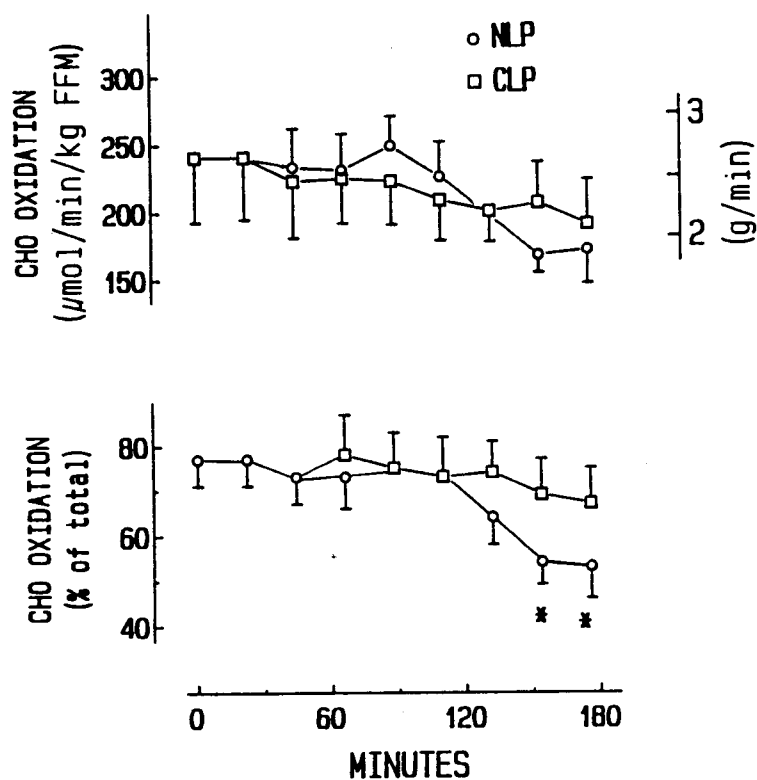 NLP
CLP
CHO OXIDATION
(μmol/min/kg FFM)
300
250
200
150
3
2
(g/min)
CHO OXIDATION
(% of total)
80
60
40
* *
0 60 120 180
MINUTES